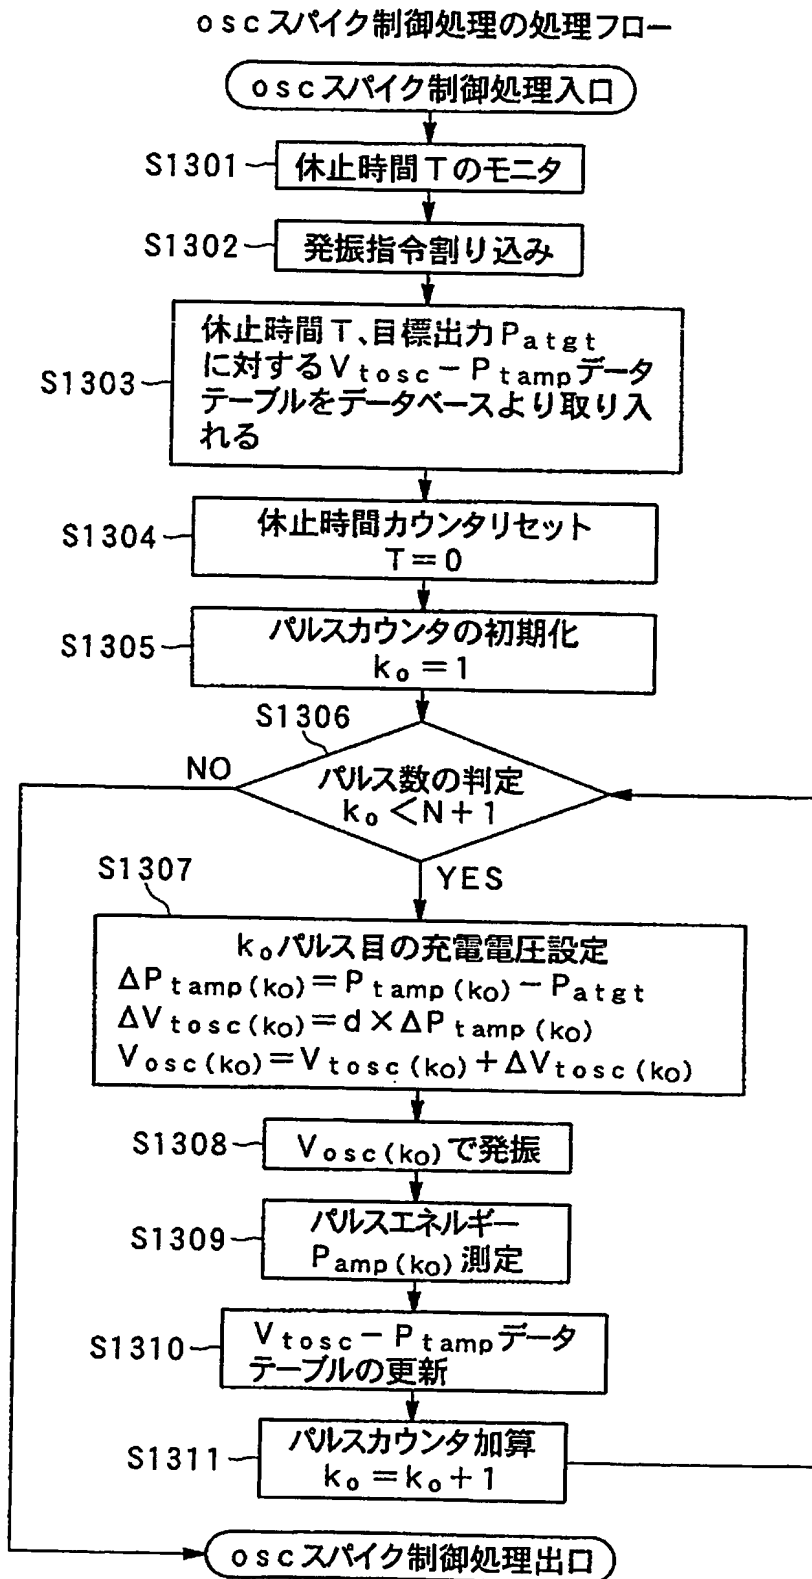 oscスパイク制御処理の処理フロー
oscスパイク制御処理入口
S1301
休止時間Tのモニタ
S1302
発振指令割り込み
S1303
休止時間T、目標出力Patgt
に対するVtosc－Ptampデータ
テーブルをデータベースより取り入
れる
S1304
休止時間カウンタリセット
T＝0
S1305
パルスカウンタの初期化
ko＝1
S1306
NO
パルス数の判定
ko＜N＋1
YES
S1307
koパルス目の充電電圧設定
ΔPtamp(ko)＝Ptamp(ko)－Patgt
ΔVtosc(ko)＝d×ΔPtamp(ko)
Vosc(ko)＝Vtosc(ko)＋ΔVtosc(ko)
S1308
Vosc(ko)で発振
S1309
パルスエネルギー
Pamp(ko)測定
S1310
Vtosc－Ptampデータ
テーブルの更新
S1311
パルスカウンタ加算
ko＝ko＋1
oscスパイク制御処理出口